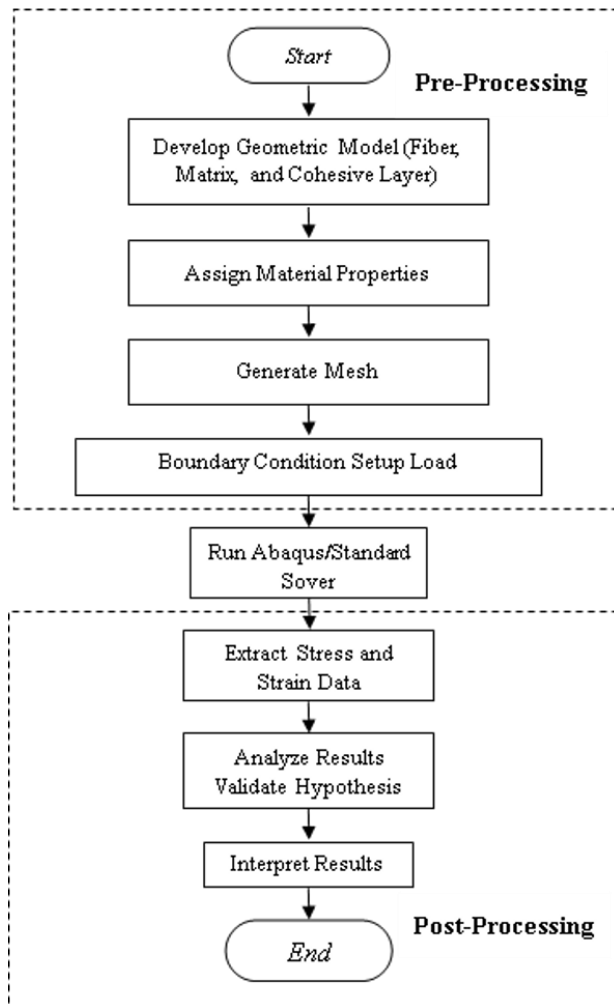 Start
Pre-Processing
Develop Geometric Model (Fiber,
Matrix, and Cohesive Layer)
Assign Material Properties
Generate Mesh
Boundary Condition Setup Load
Run Abaqus/Standard
Sover
Extract Stress and
Strain Data
Analyze Results
Validate Hypothesis
Interpret Results
Post-Processing
End